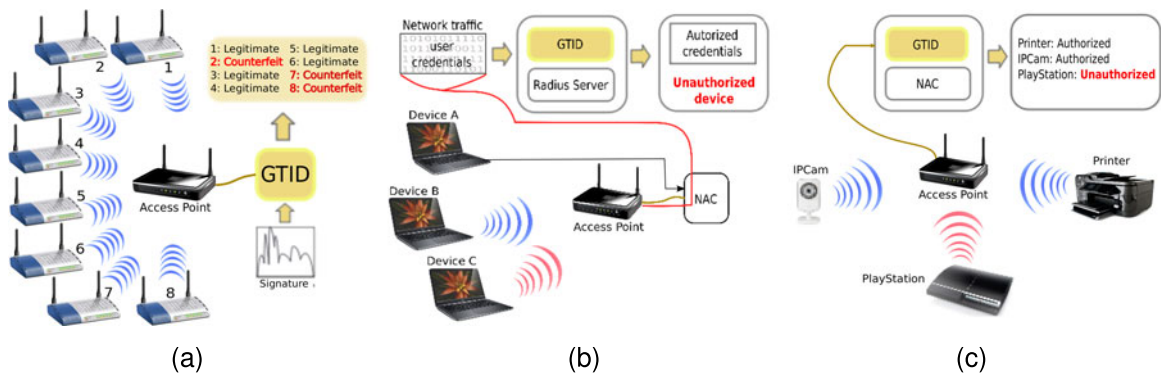 1: Legitimate 5: Legitimate
2: Counterfeit 6: Legitimate
3: Legitimate 7: Counterfeit
4: Legitimate 8: Counterfeit
2
1
3
4
5
6
7
8
GTID
Access Point
Signature
(a)
Network traffic
user
credentials
GTID
Radius Server
Autorized
credentials
Unauthorized
device
Device A
Device B
Device C
Access Point
NAC
(b)
GTID
NAC
Printer: Authorized
IPCam: Authorized
PlayStation: Unauthorized
IPCam
Access Point
Printer
PlayStation
(c)